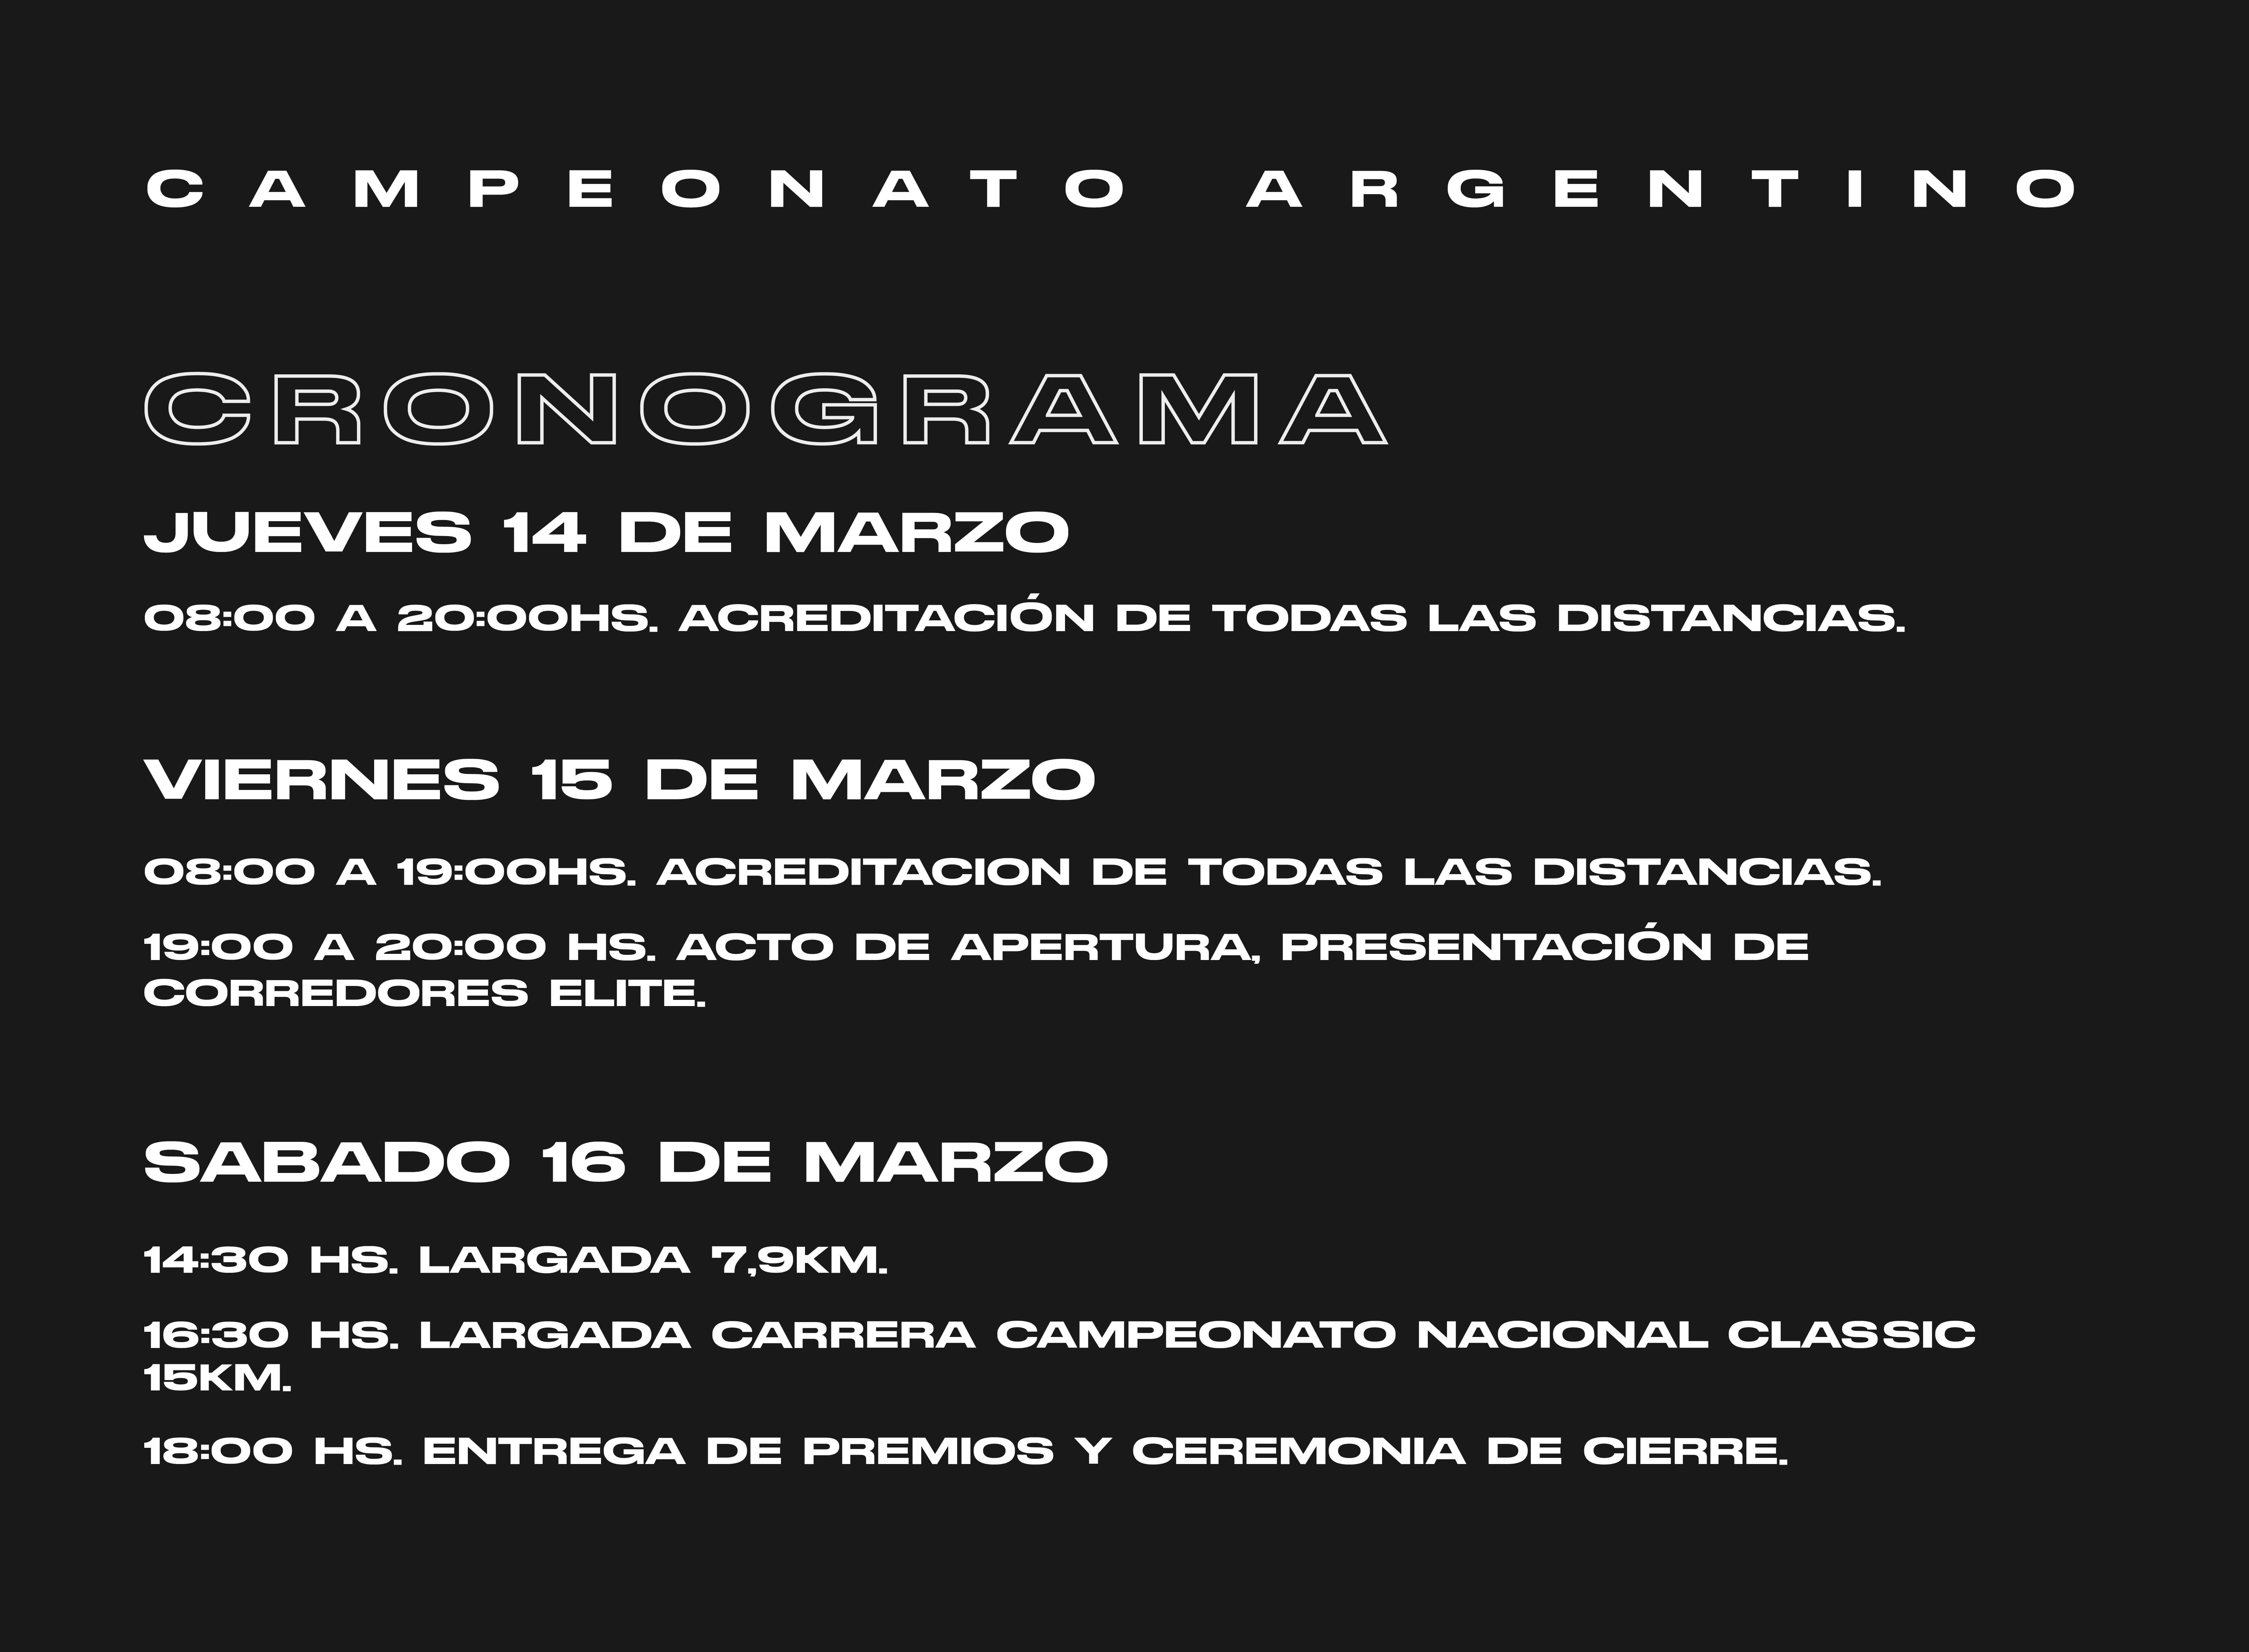 CAMPEONATO ARGENTINO
CRONOGRAMA
JUEVES 14 DE MARZO
08:00 A 20:00HS. ACREDITACIÓN DE TODAS LAS DISTANCIAS.
VIERNES 15 DE MARZO
08:00 A 19:00HS. ACREDITACION DE TODAS LAS DISTANCIAS.
19:00 A 20:00 HS. ACTO DE APERTURA, PRESENTACIÓN DE
CORREDORES ELITE.
SABADO 16 DE MARZO
14:30 HS. LARGADA 7,9KM.
16:30 HS. LARGADA CARRERA CAMPEONATO NACIONAL CLASSIC
15KM.
18:00 HS. ENTREGA DE PREMIOS Y CEREMONIA DE CIERRE.